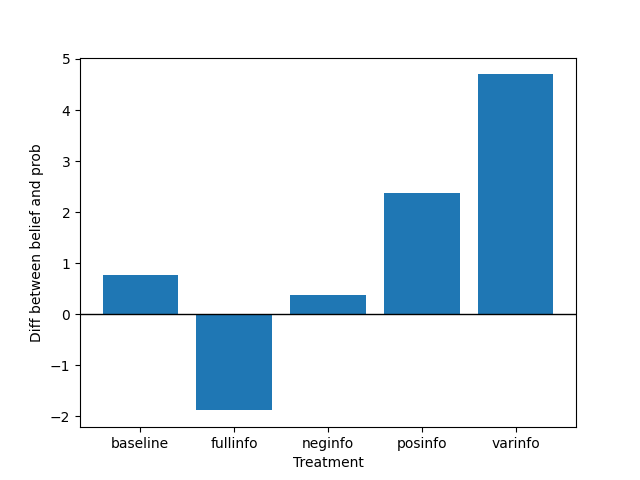 5
4
3
2
1
0
−1
−2
Diff between belief and prob
baseline fullinfo neginfo posinfo varinfo
Treatment